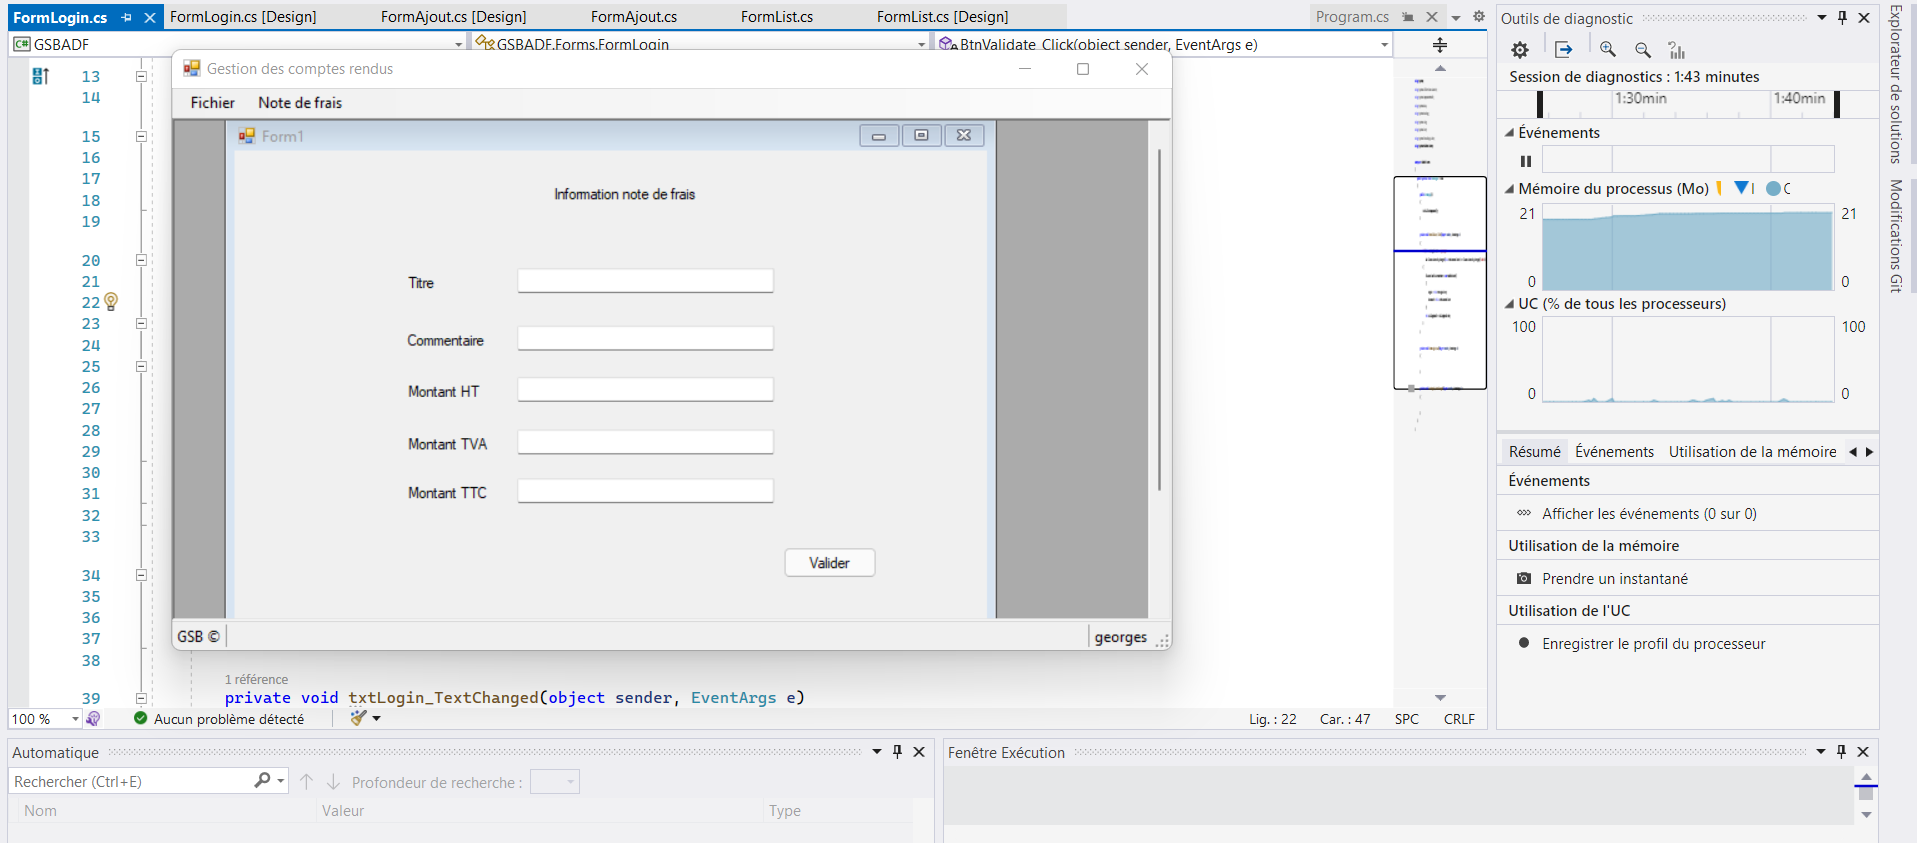 FormLogin.cs
FormLogin.cs [Design]
FormAjout.cs [Design]
FormAjout.cs
FormList.cs
FormList.cs [Design]
Program.cs
GSBADF
GSBADF.Forms.FormLogin
BtnValidate_Click(object sender, EventArgs e)
13
14
15
16
17
18
19
20
21
22
23
24
25
26
27
28
29
30
31
32
33
34
35
36
37
38
39
Gestion des comptes rendus
Fichier
Note de frais
Form1
Information note de frais
Titre
Commentaire
Montant HT
Montant TVA
Montant TTC
Valider
GSB ©
georges
1 référence
private void txtLogin_TextChanged(object sender, EventArgs e)
100 %
Aucun problème détecté
Lig. : 22
Car. : 47
SPC
CRLF
Outils de diagnostic
Session de diagnostics : 1:43 minutes
1:30min
1:40min
Événements
Mémoire du processus (Mo)
I
C
21
21
0
0
UC (% de tous les processeurs)
100
100
0
0
Résumé
Événements
Utilisation de la mémoire
Événements
Afficher les événements (0 sur 0)
Utilisation de la mémoire
Prendre un instantané
Utilisation de l'UC
Enregistrer le profil du processeur
Explorateur de solutions
Modifications Git
Automatique
Rechercher (Ctrl+E)
Profondeur de recherche :
Nom
Valeur
Type
Fenêtre Exécution